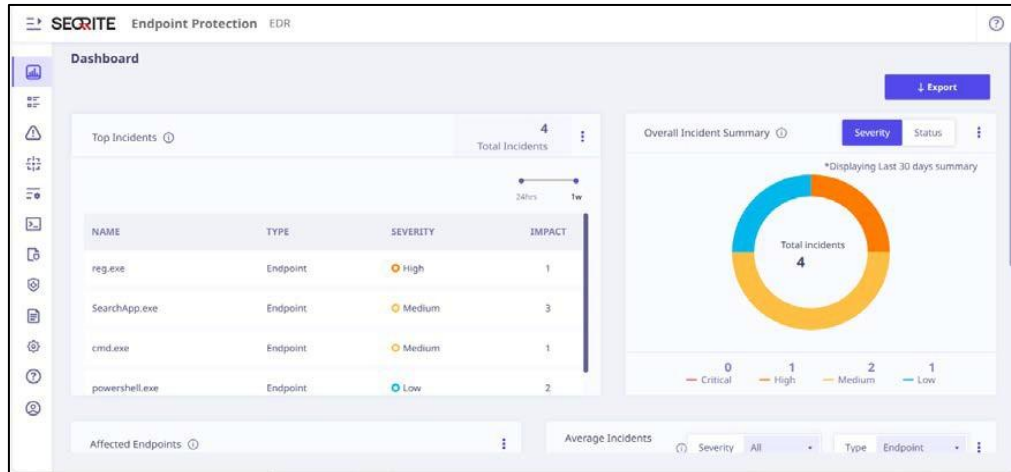 SEQRITE Endpoint Protection EDR
Dashboard
↓ Export
Top Incidents
4
Total Incidents
24hrs 1w
NAME TYPE SEVERITY IMPACT
reg.exe Endpoint High 1
SearchApp.exe Endpoint Medium 3
cmd.exe Endpoint Medium 1
powershell.exe Endpoint Low 2
Overall Incident Summary
Severity Status
*Displaying Last 30 days summary
Total incidents
4
0 1 2 1
Critical High Medium Low
Affected Endpoints
Average Incidents
Severity All
Type Endpoint